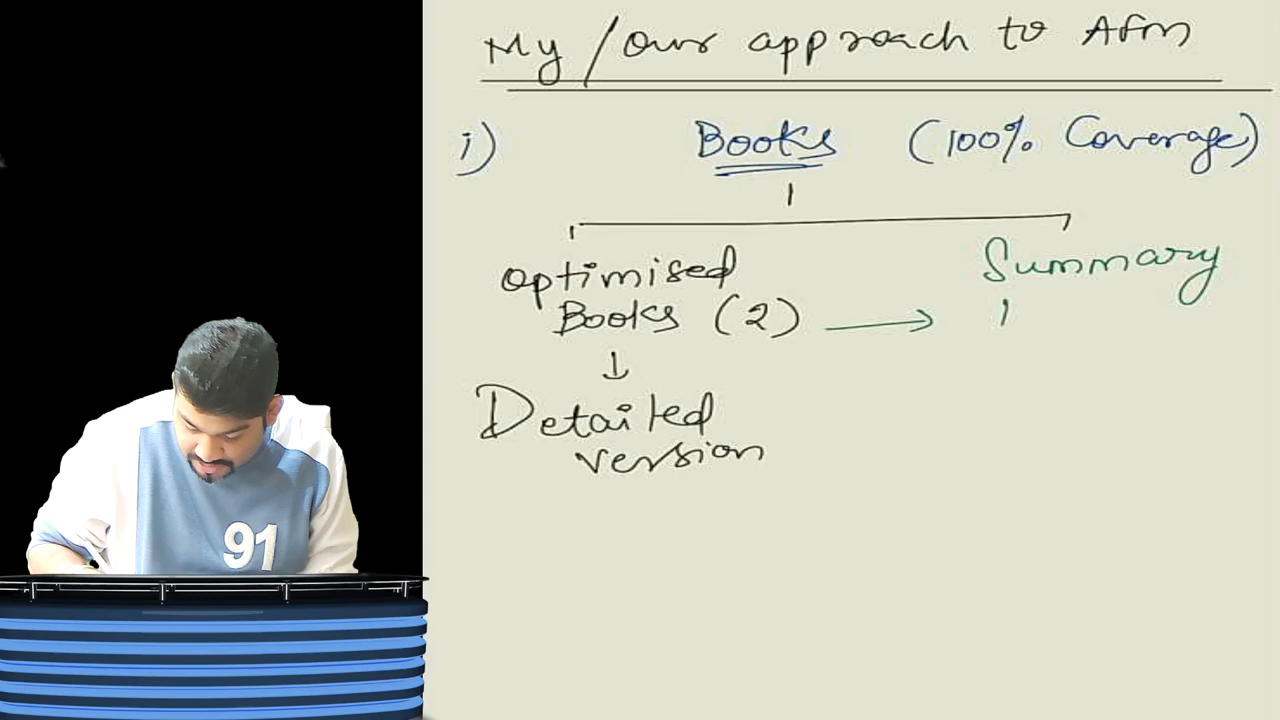 My / our approach to AFM
i) Books (100% Coverage)
Optimised Summary
Books (2) →
↓
Detailed
version
91